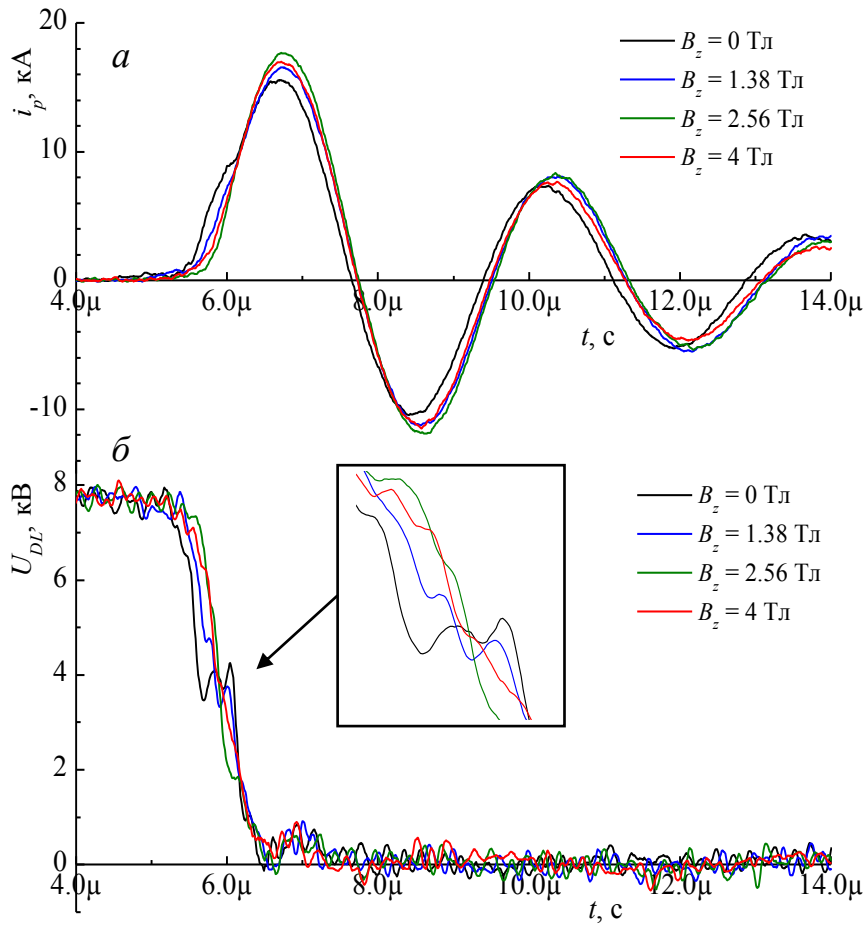 20
i_p, кА
а
10
0
-10
B_z = 0 Тл
B_z = 1.38 Тл
B_z = 2.56 Тл
B_z = 4 Тл
4.0µ 6.0µ 8.0µ 10.0µ 12.0µ 14.0µ
t, с
б
8
U_DL, кВ
6
4
2
0
B_z = 0 Тл
B_z = 1.38 Тл
B_z = 2.56 Тл
B_z = 4 Тл
4.0µ 6.0µ 8.0µ 10.0µ 12.0µ 14.0µ
t, с